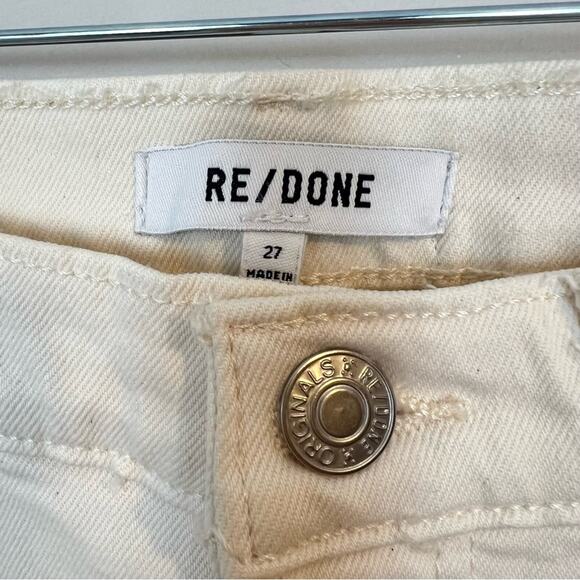 RE/DONE
27
MADE IN
RE/DONE ORIGINALS